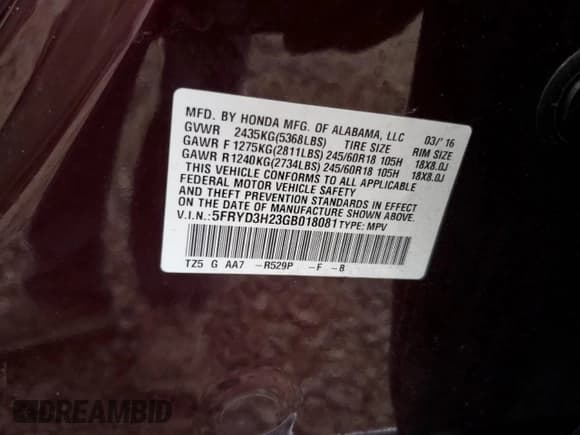 MFD. BY HONDA MFG. OF ALABAMA, LLC 03/'16
GVWR 2435KG(5368LBS) TIRE SIZE RIM SIZE
GAWR F 1275KG(2811LBS) 245/60R18 105H 18X8.0J
GAWR R1240KG(2734LBS) 245/60R18 105H 18X8.0J
THIS VEHICLE CONFORMS TO ALL APPLICABLE
FEDERAL MOTOR VEHICLE SAFETY
AND THEFT PREVENTION STANDARDS IN EFFECT
ON THE DATE OF MANUFACTURE SHOWN ABOVE.
V.I.N.: 5FRYD3H23GB018081 TYPE: MPV
TZ5 G AA7 -R529P -F -8
DREAMBID